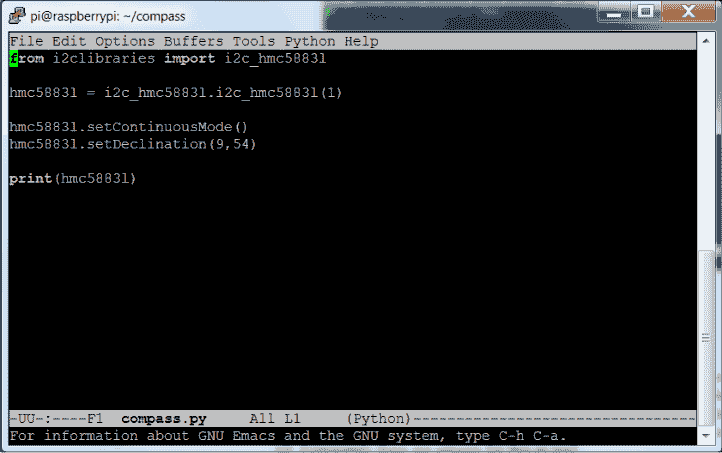 pi@raspberrypi: ~/compass
File Edit Options Buffers Tools Python Help
from i2clibraries import i2c_hmc5883l
hmc5883l = i2c_hmc5883l.i2c_hmc5883l(1)
hmc5883l.setContinuousMode()
hmc5883l.setDeclination(9,54)
print(hmc5883l)
-UU-:----F1  compass.py     All L1     (Python)-----------------------------------
For information about GNU Emacs and the GNU system, type C-h C-a.